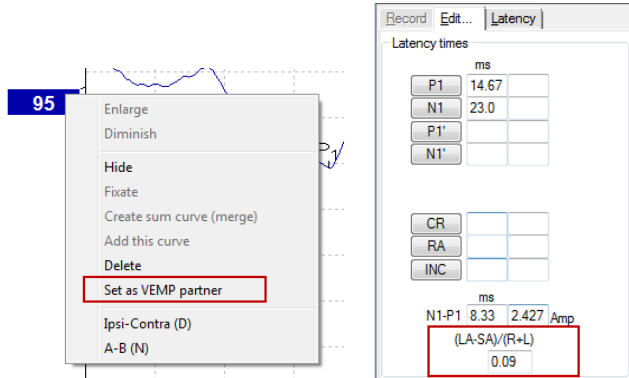 95
Enlarge
Diminish
Hide
Fixate
Create sum curve (merge)
Add this curve
Delete
Set as VEMP partner
Ipsi-Contra (D)
A-B (N)
P1
Record Edit... Latency
Latency times
ms
P1 14.67
N1 23.0
P1'
N1'
CR
RA
INC
ms
N1-P1 8.33 2.427 Amp
(LA-SA)/(R+L)
0.09